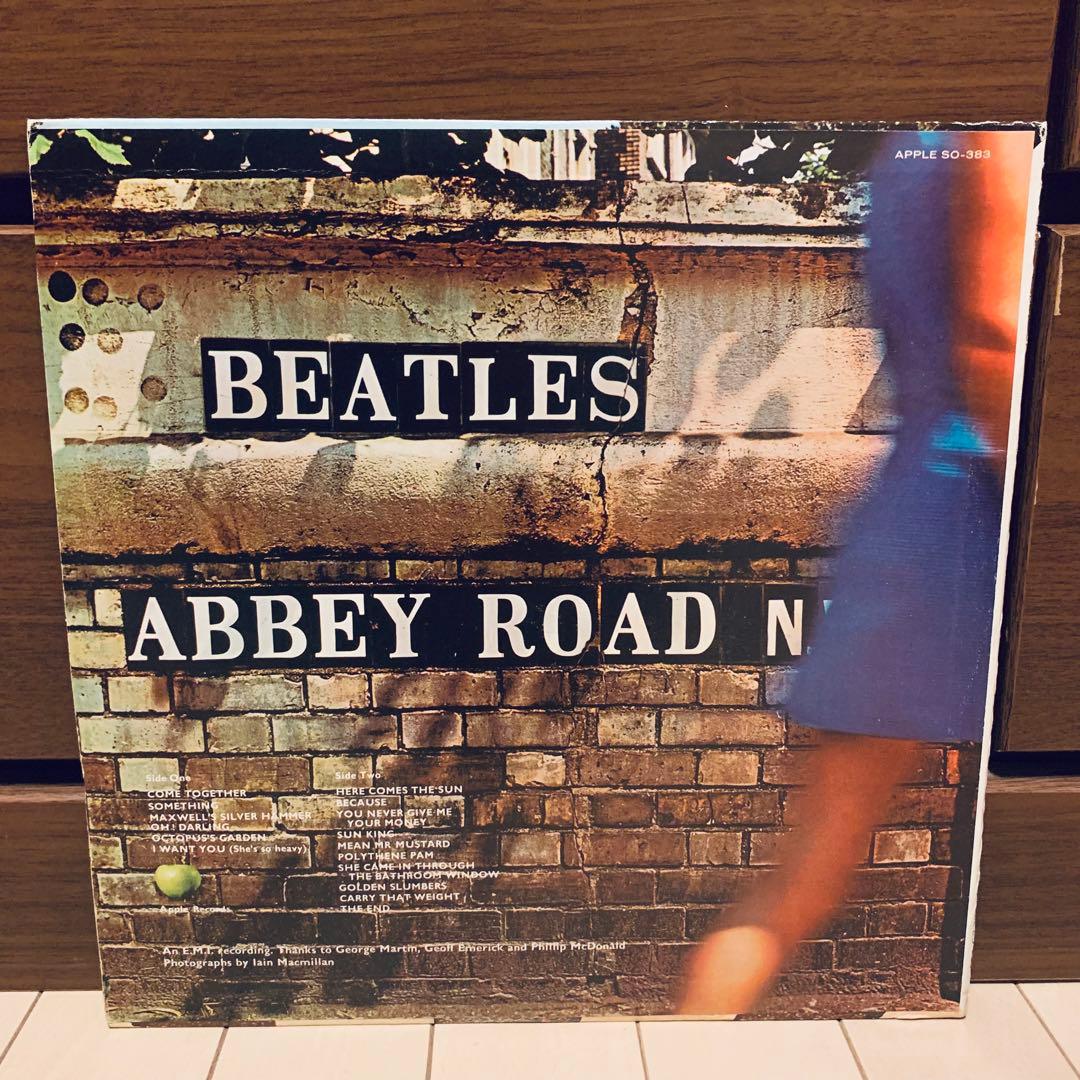 APPLE SO-383
BEATLES
ABBEY ROAD N
Side One
COME TOGETHER
SOMETHING
MAXWELL'S SILVER HAMMER
OH! DARLING
OCTOPUS'S GARDEN
I WANT YOU (She's so heavy)
Apple Records
Side Two
HERE COMES THE SUN
BECAUSE
YOU NEVER GIVE ME
YOUR MONEY
SUN KING
MEAN MR MUSTARD
POLYTHENE PAM
SHE CAME IN THROUGH
THE BATHROOM WINDOW
GOLDEN SLUMBERS
CARRY THAT WEIGHT
THE END
An E.M.I. recording. Thanks to George Martin, Geoff Emerick and Phillip McDonald
Photographs by Iain Macmillan